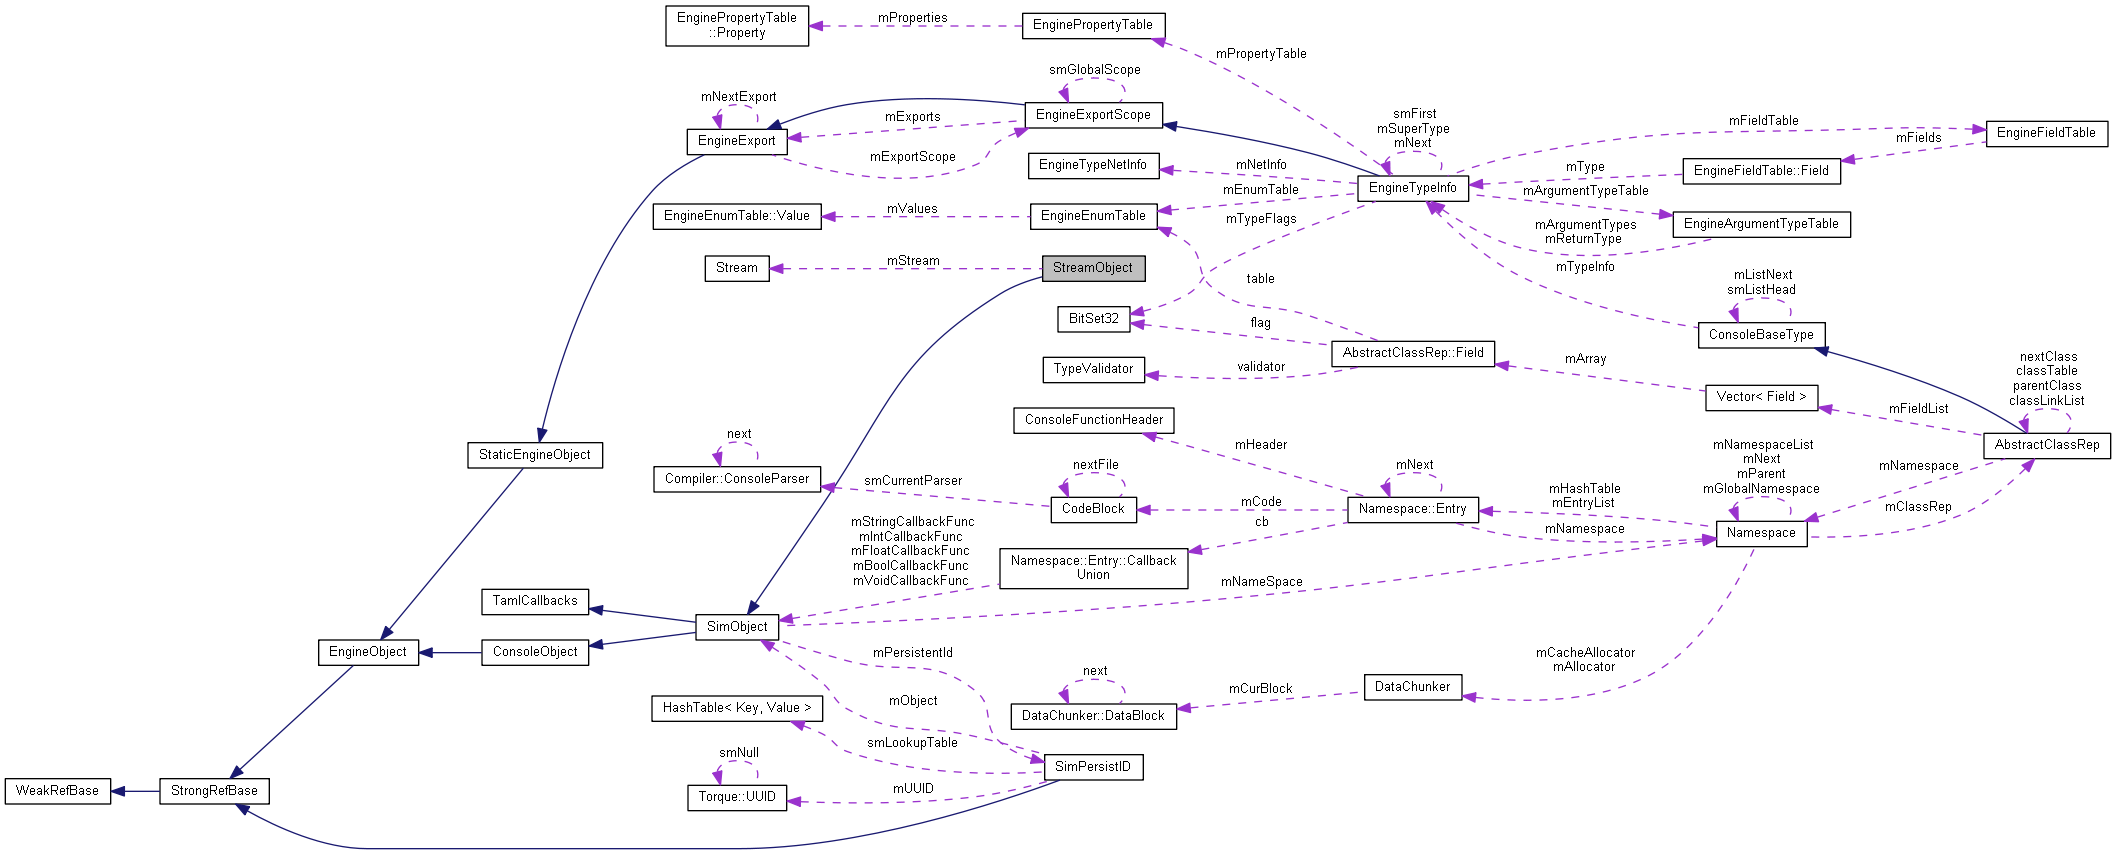 EnginePropertyTable
::Property
mProperties
EnginePropertyTable
mPropertyTable
smGlobalScope
mNextExport
EngineExportScope
mExports
EngineExport
mExportScope
smFirst
mSuperType
mNext
mFieldTable
EngineFieldTable
mFields
EngineTypeNetInfo
mNetInfo
mType
EngineFieldTable::Field
EngineTypeInfo
mEnumTable
mArgumentTypeTable
EngineEnumTable::Value
mValues
EngineEnumTable
mTypeFlags
mArgumentTypes
mReturnType
EngineArgumentTypeTable
Stream
mStream
StreamObject
table
mTypeInfo
mListNext
smListHead
BitSet32
flag
ConsoleBaseType
AbstractClassRep::Field
mArray
nextClass
classTable
parentClass
classLinkList
TypeValidator
validator
Vector< Field >
mFieldList
ConsoleFunctionHeader
mHeader
AbstractClassRep
StaticEngineObject
next
Compiler::ConsoleParser
smCurrentParser
nextFile
CodeBlock
mCode
mNext
Namespace::Entry
cb
mHashTable
mEntryList
mNamespace
mNamespaceList
mNext
mParent
mGlobalNamespace
Namespace
mNamespace
mClassRep
mStringCallbackFunc
mIntCallbackFunc
mFloatCallbackFunc
mBoolCallbackFunc
mVoidCallbackFunc
Namespace::Entry::Callback
Union
mNameSpace
TamlCallbacks
SimObject
EngineObject
ConsoleObject
mPersistentId
mCacheAllocator
mAllocator
HashTable< Key, Value >
mObject
next
DataChunker::DataBlock
mCurBlock
DataChunker
smLookupTable
smNull
SimPersistID
WeakRefBase
StrongRefBase
Torque::UUID
mUUID